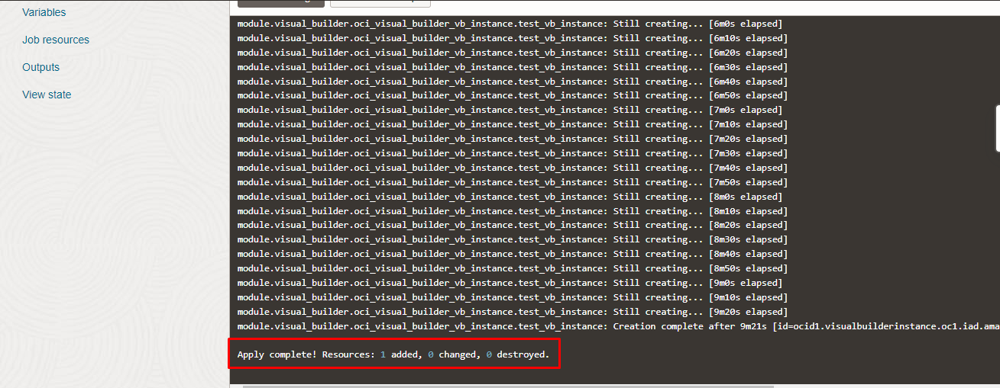 Variables
Job resources
Outputs
View state
module.visual_builder.oci_visual_builder_vb_instance.test_vb_instance: Still creating... [6m0s elapsed]
module.visual_builder.oci_visual_builder_vb_instance.test_vb_instance: Still creating... [6m10s elapsed]
module.visual_builder.oci_visual_builder_vb_instance.test_vb_instance: Still creating... [6m20s elapsed]
module.visual_builder.oci_visual_builder_vb_instance.test_vb_instance: Still creating... [6m30s elapsed]
module.visual_builder.oci_visual_builder_vb_instance.test_vb_instance: Still creating... [6m40s elapsed]
module.visual_builder.oci_visual_builder_vb_instance.test_vb_instance: Still creating... [6m50s elapsed]
module.visual_builder.oci_visual_builder_vb_instance.test_vb_instance: Still creating... [7m0s elapsed]
module.visual_builder.oci_visual_builder_vb_instance.test_vb_instance: Still creating... [7m10s elapsed]
module.visual_builder.oci_visual_builder_vb_instance.test_vb_instance: Still creating... [7m20s elapsed]
module.visual_builder.oci_visual_builder_vb_instance.test_vb_instance: Still creating... [7m30s elapsed]
module.visual_builder.oci_visual_builder_vb_instance.test_vb_instance: Still creating... [7m40s elapsed]
module.visual_builder.oci_visual_builder_vb_instance.test_vb_instance: Still creating... [7m50s elapsed]
module.visual_builder.oci_visual_builder_vb_instance.test_vb_instance: Still creating... [8m0s elapsed]
module.visual_builder.oci_visual_builder_vb_instance.test_vb_instance: Still creating... [8m10s elapsed]
module.visual_builder.oci_visual_builder_vb_instance.test_vb_instance: Still creating... [8m20s elapsed]
module.visual_builder.oci_visual_builder_vb_instance.test_vb_instance: Still creating... [8m30s elapsed]
module.visual_builder.oci_visual_builder_vb_instance.test_vb_instance: Still creating... [8m40s elapsed]
module.visual_builder.oci_visual_builder_vb_instance.test_vb_instance: Still creating... [8m50s elapsed]
module.visual_builder.oci_visual_builder_vb_instance.test_vb_instance: Still creating... [9m0s elapsed]
module.visual_builder.oci_visual_builder_vb_instance.test_vb_instance: Still creating... [9m10s elapsed]
module.visual_builder.oci_visual_builder_vb_instance.test_vb_instance: Still creating... [9m20s elapsed]
module.visual_builder.oci_visual_builder_vb_instance.test_vb_instance: Creation complete after 9m21s [id=ocid1.visualbuilderinstance.oc1.iad.ama
Apply complete! Resources: 1 added, 0 changed, 0 destroyed.